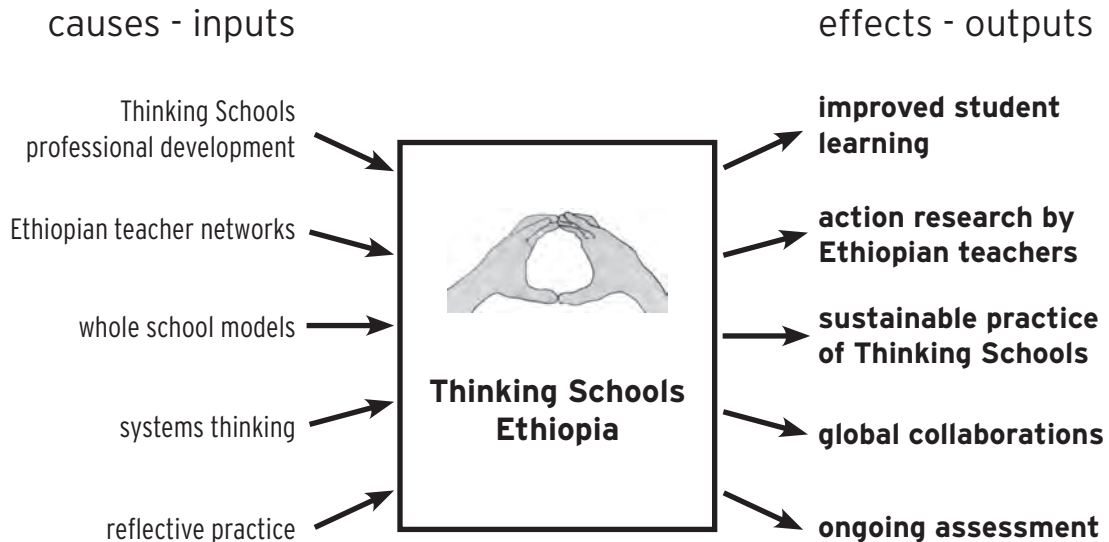 causes - inputs
effects - outputs
Thinking Schools
professional development
Ethiopian teacher networks
whole school models
systems thinking
reflective practice
Thinking Schools
Ethiopia
improved student
learning
action research by
Ethiopian teachers
sustainable practice
of Thinking Schools
global collaborations
ongoing assessment